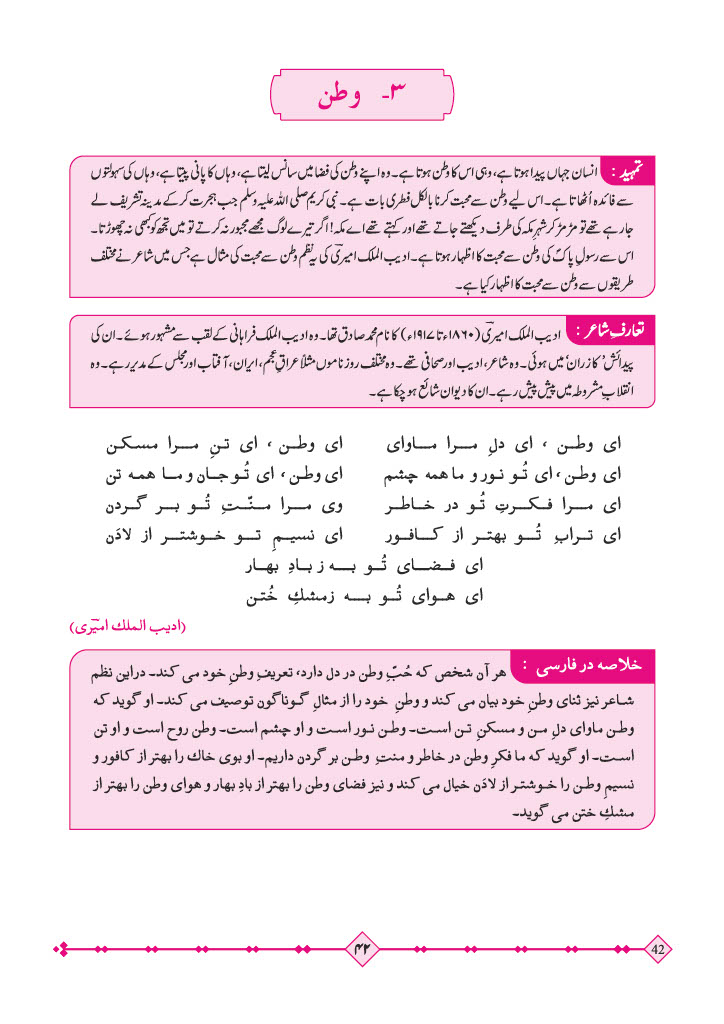 ۳- وطن
تمہید : انسان جہاں پیدا ہوتا ہے، وہی اس کا وطن ہوتا ہے۔ وہ اپنے وطن کی فضا میں سانس لیتا ہے، وہاں کا پانی پیتا ہے، وہاں کی سہولتوں
سے فائدہ اُٹھاتا ہے۔ اس لیے وطن سے محبت کرنا بالکل فطری بات ہے۔ نبی کریم صلی اللہ علیہ وسلم جب ہجرت کر کے مدینہ تشریف لے
جا رہے تھے تو مڑ مڑ کر شہرِ مکہ کی طرف دیکھتے جاتے تھے اور کہتے تھے اے مکہ! اگر تیرے لوگ مجھے مجبور نہ کرتے تو میں تجھ کو کبھی نہ چھوڑتا۔
اس سے رسولِ پاکؐ کی وطن سے محبت کا اظہار ہوتا ہے۔ ادیب الملک امیریؔ کی یہ نظم وطن سے محبت کی مثال ہے جس میں شاعر نے مختلف
طریقوں سے وطن سے محبت کا اظہار کیا ہے۔
تعارفِ شاعر : ادیب الملک امیریؔ (۱۸۶۰ء تا ۱۹۱۷ء) کا نام محمد صادق تھا۔ وہ ادیب الملک فراہانی کے لقب سے مشہور ہوئے۔ ان کی
پیدائش ’کازران‘ میں ہوئی۔ وہ شاعر، ادیب اور صحافی تھے۔ وہ مختلف روزناموں مثلاً عراقِ عجم، ایران، آفتاب اور مجلس کے مدیر رہے۔ وہ
انقلابِ مشروطہ میں پیش پیش رہے۔ ان کا دیوان شائع ہو چکا ہے۔
ای وطن ، ای دلِ مرا ماوای ای وطن، ای تنِ مرا مسکن
ای وطن، ای تُو نور و ما همه چشم ای وطن، ای تُو جان و ما همه تن
ای مرا فکرتِ تُو در خاطر وی مرا منّتِ تُو بر گردن
ای ترابِ تُو بهتر از کافور ای نسیمِ تو خوشتر از لادَن
ای فضای تُو به ز بادِ بهار
ای هوای تُو به زمشكِ خُتن
(ادیب الملك امیریؔ)
خلاصه در فارسی : هر آن شخص که حُبِّ وطن در دل دارد، تعریفِ وطنِ خود می کند۔ دراین نظم
شاعر نیز ثنای وطنِ خود بیان می کند و وطنِ خود را از مثالِ گوناگون توصیف می کند۔ او گوید که
وطن ماوای دلِ من و مسکنِ تن است۔ وطن نور است و او چشم است۔ وطن روح است و او تن
است۔ او گوید که ما فکرِ وطن در خاطر و منتِ وطن بر گردن داریم۔ او بوی خاك را بهتر از کافور و
نسیمِ وطن را خوشتر از لادَن خیال می کند و نیز فضای وطن را بهتر از بادِ بهار و هوای وطن را بهتر از
مشكِ ختن می گوید۔
۴۲
42